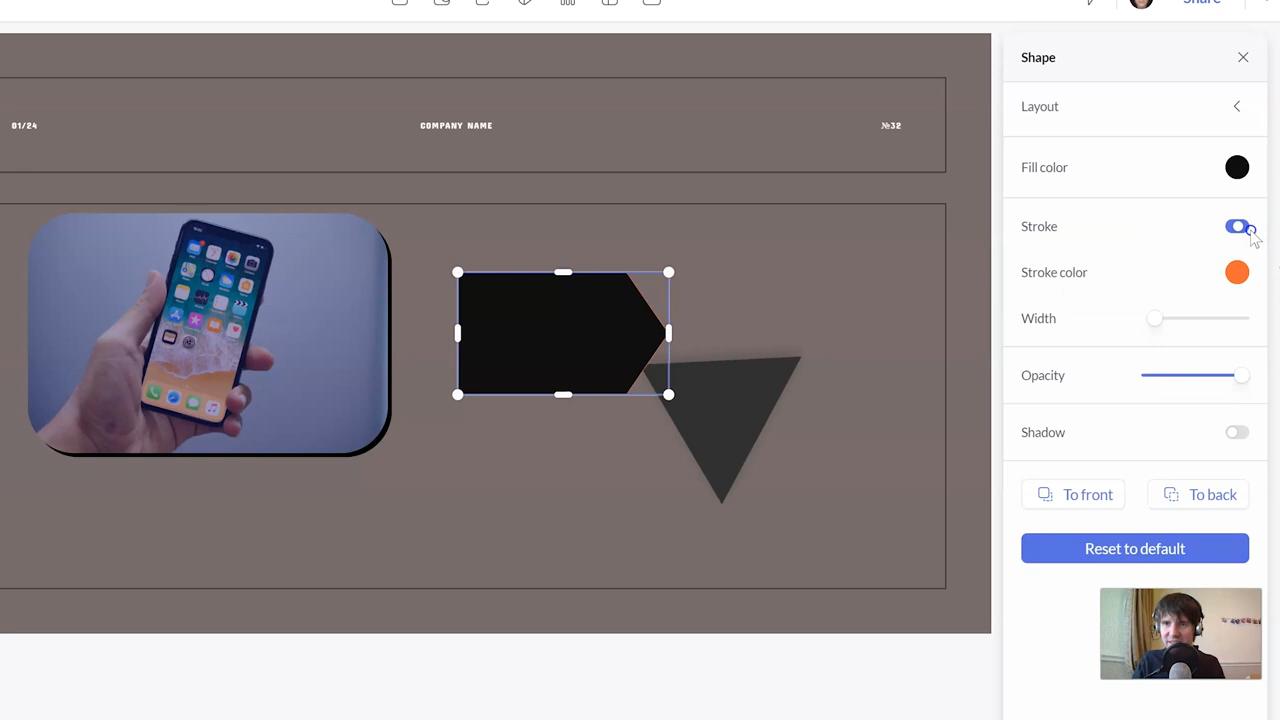 Share
Shape
Layout
01/24
COMPANY NAME
№32
Fill color
Stroke
Stroke color
Width
Opacity
Shadow
To front
To back
Reset to default